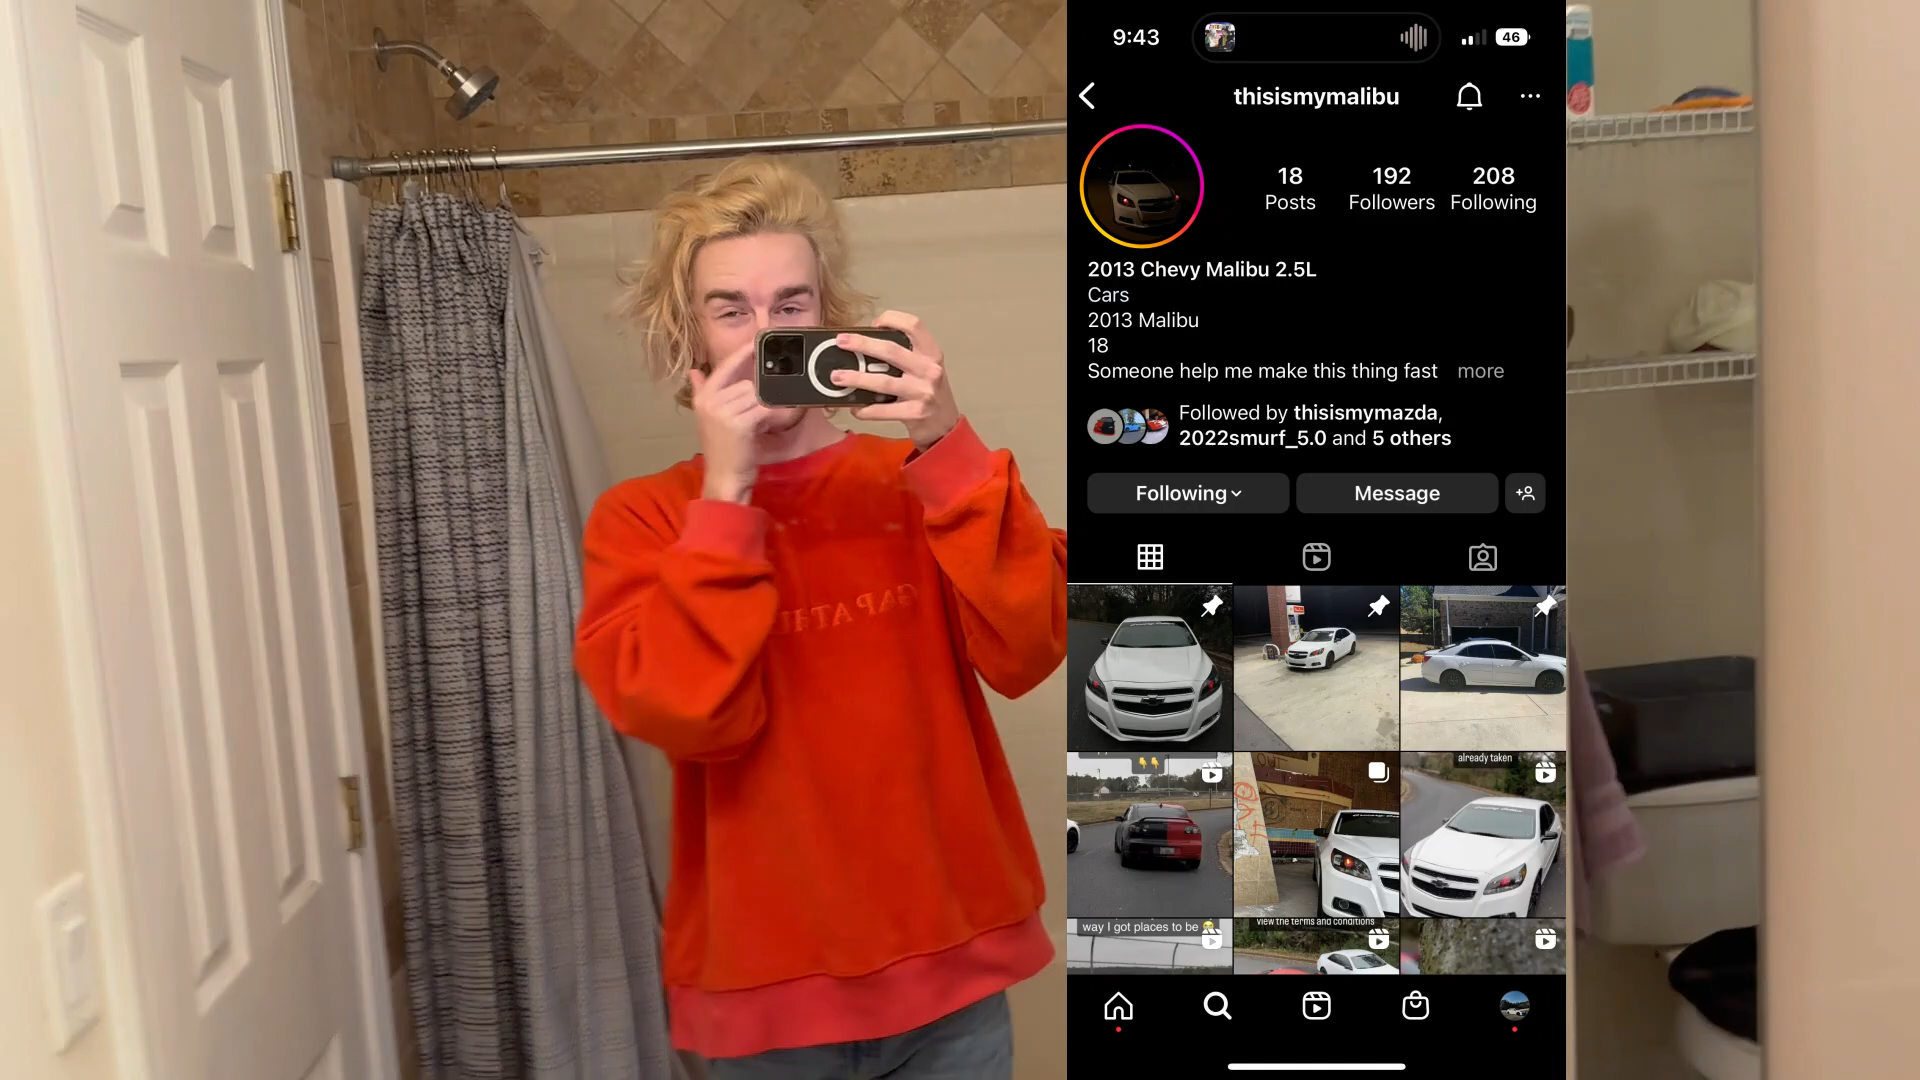 9:43
46
thisismymalibu
18
Posts
192
Followers
208
Following
2013 Chevy Malibu 2.5L
Cars
2013 Malibu
18
Someone help me make this thing fast more
Followed by thisismymazda,
2022smurf_5.0 and 5 others
Following
Message
already taken
way I got places to be
view the terms and conditions